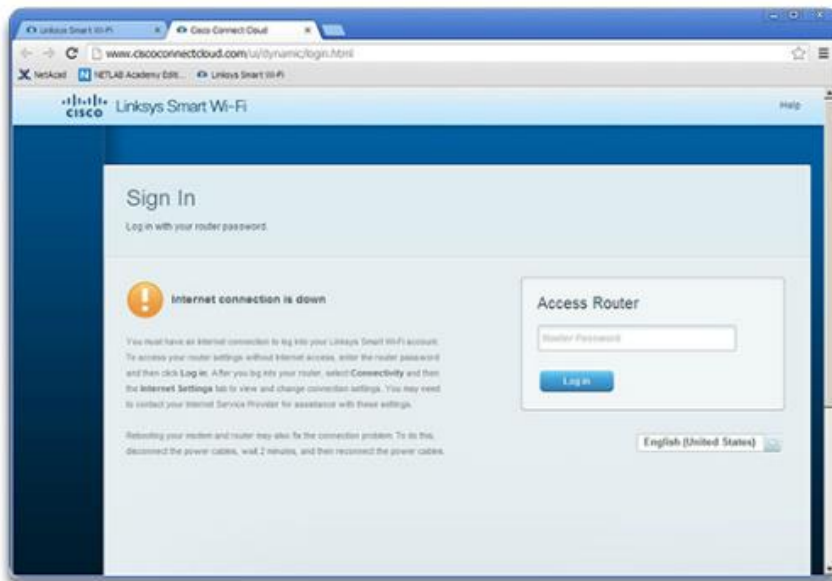 Linksys Smart Wi-Fi
Cisco Connect Cloud
www.ciscoconnectcloud.com/ui/dynamic/login.html
NetAcad NETLAB Academy Edit... Linksys Smart Wi-Fi
CISCO Linksys Smart Wi-Fi Help
Sign In
Log in with your router password.
Internet connection is down
You must have an Internet connection to log into your Linksys Smart Wi-Fi account.
To access your router settings without Internet access, enter the router password
and then click Log in. After you log into your router, select Connectivity and then
the Internet Settings tab to view and change connection settings. You may need
to contact your Internet Service Provider for assistance with these settings.
Rebooting your modem and router may also fix the connection problem. To do this,
disconnect the power cables, wait 2 minutes, and then reconnect the power cables.
Access Router
Router Password
Log in
English (United States)